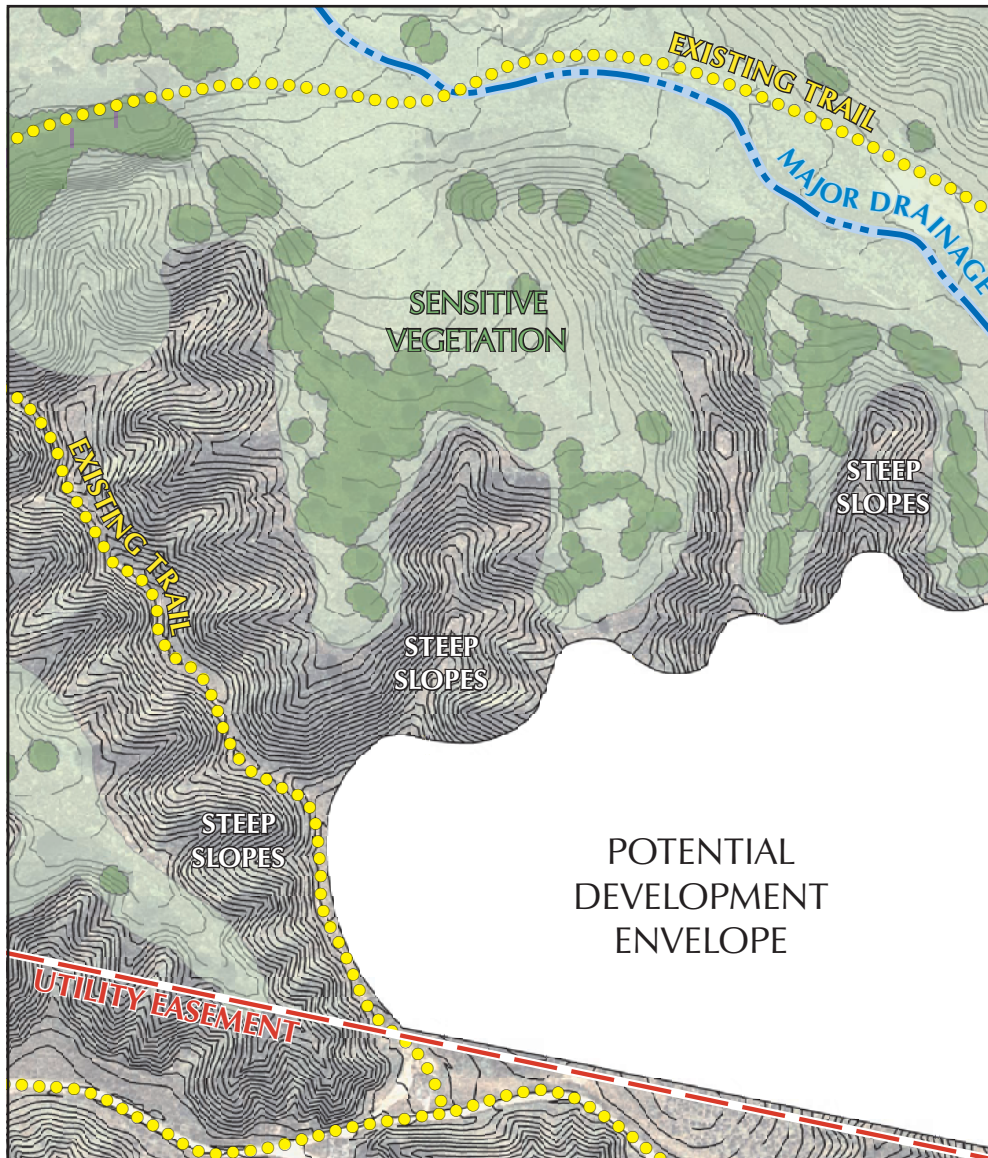 EXISTING TRAIL
MAJOR DRAINAGE
SENSITIVE
VEGETATION
EXISTING TRAIL
STEEP
SLOPES
STEEP
SLOPES
STEEP
SLOPES
POTENTIAL
DEVELOPMENT
ENVELOPE
UTILITY EASEMENT